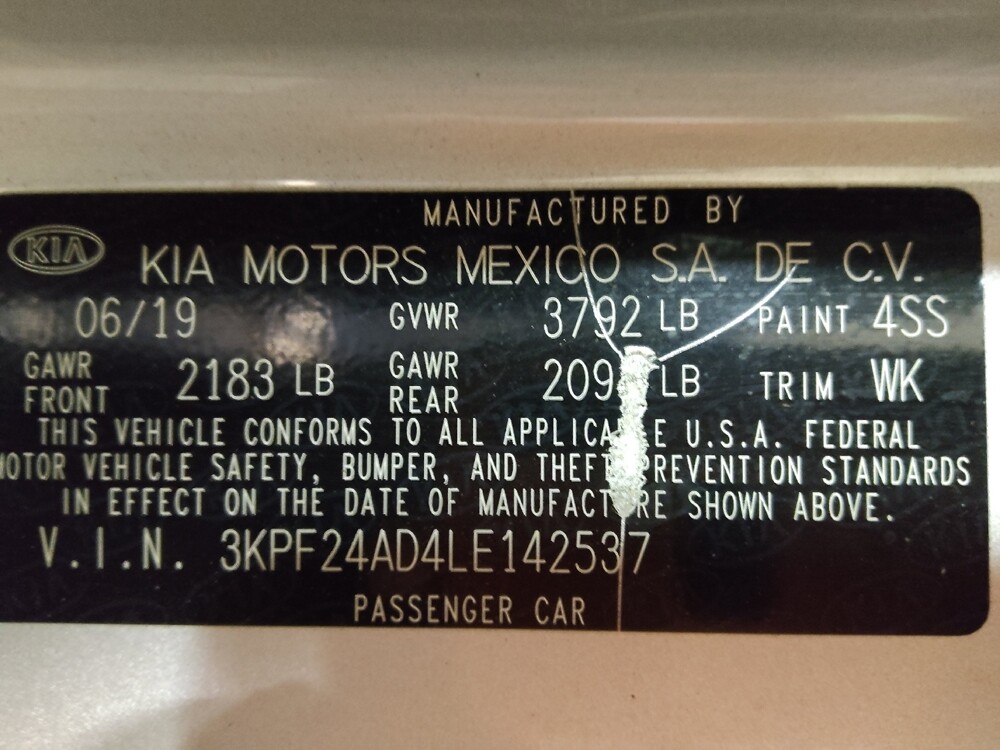 MANUFACTURED BY
KIA
KIA MOTORS MEXICO S.A. DE C.V.
06/19 GVWR 3792 LB PAINT 4SS
GAWR FRONT 2183 LB GAWR REAR LB TRIM WK
THIS VEHICLE CONFORMS TO ALL U.S.A. FEDERAL
MOTOR VEHICLE SAFETY, BUMPER, AND THEFT PREVENTION STANDARDS
IN EFFECT ON THE DATE OF SHOWN ABOVE.
V.I.N. 3KPF24AD4LE142537
PASSENGER CAR